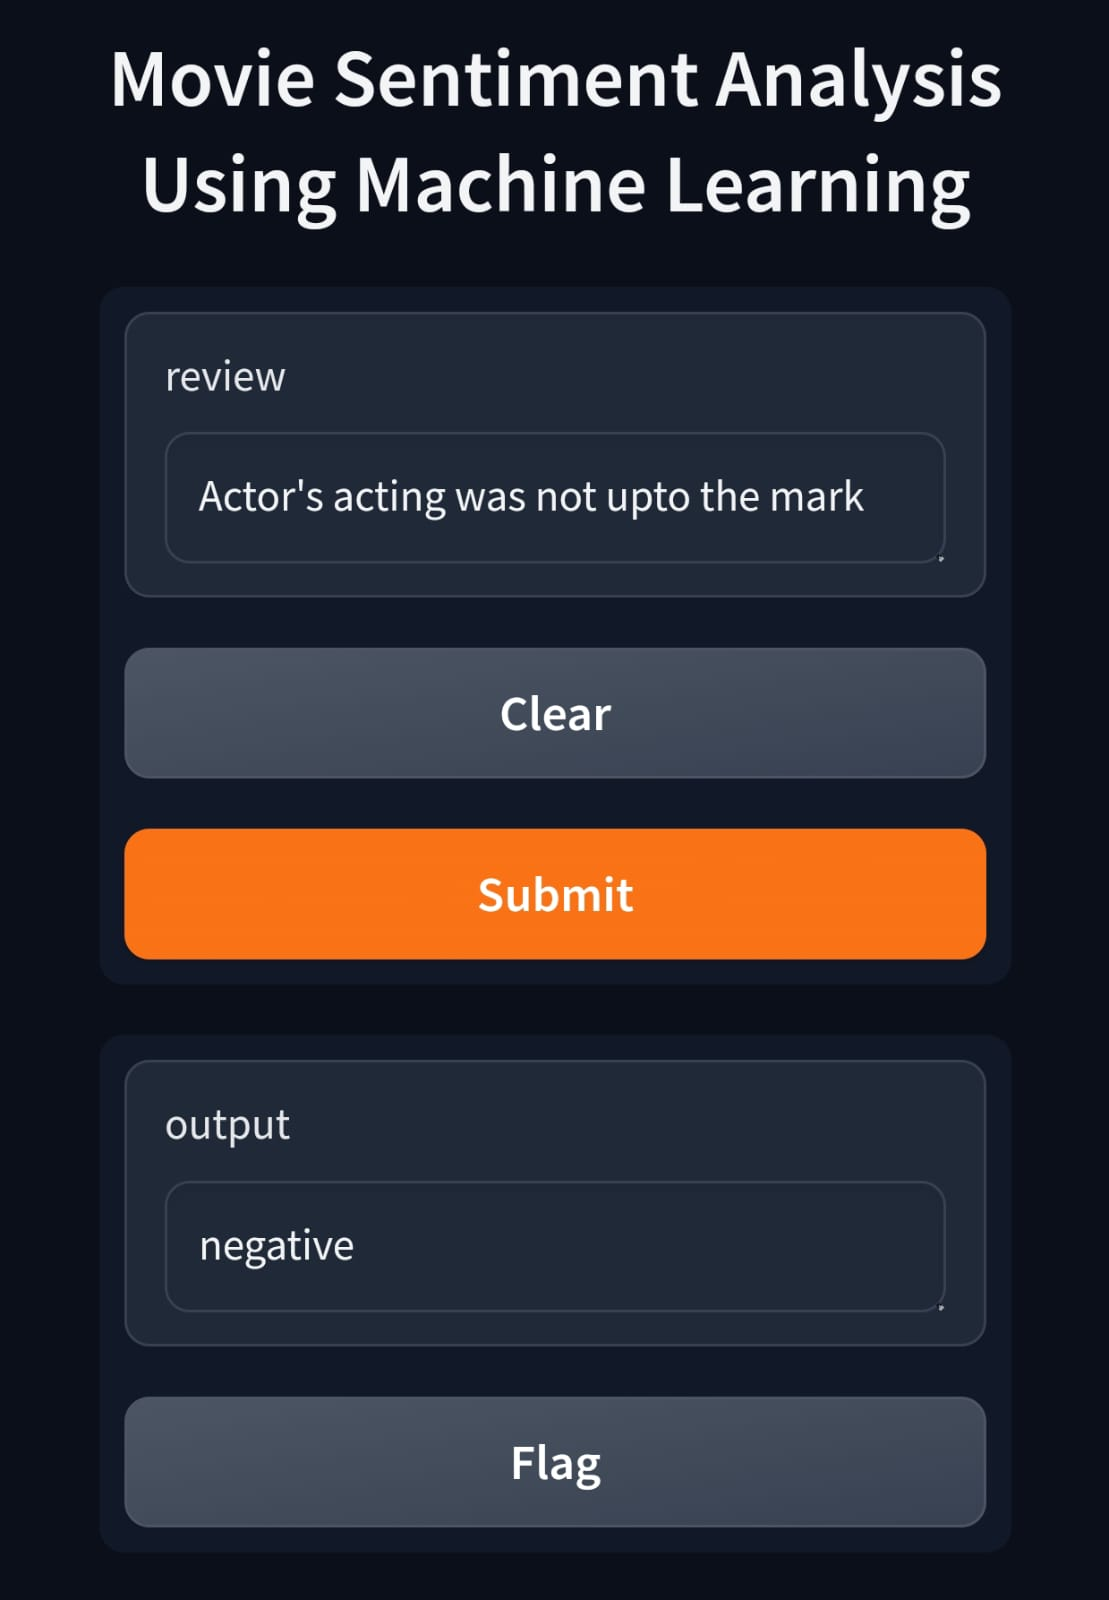 Movie Sentiment Analysis
Using Machine Learning
review
Actor's acting was not upto the mark
Clear
Submit
output
negative
Flag